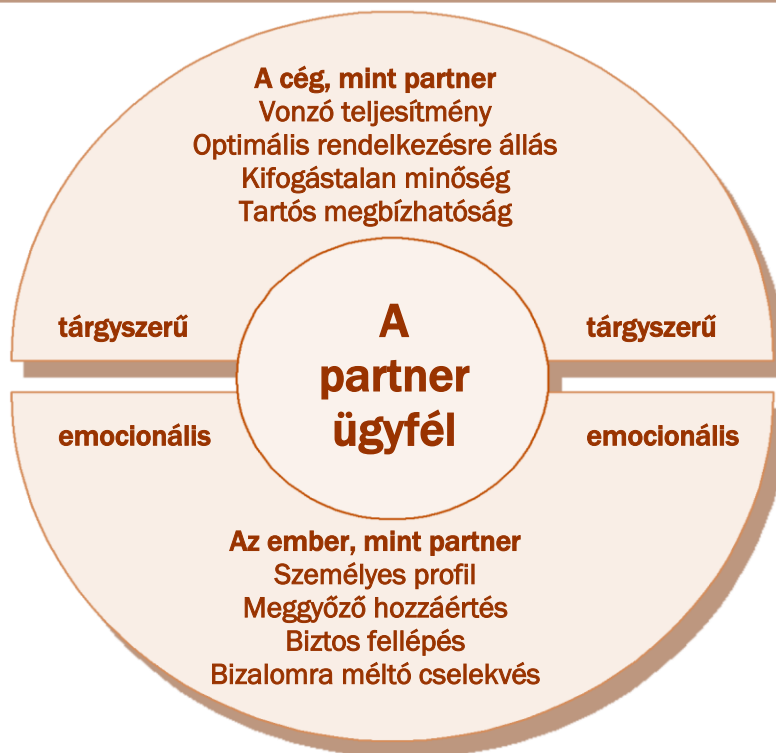 A cég, mint partner
Vonzó teljesítmény
Optimális rendelkezésre állás
Kifogástalan minőség
Tartós megbízhatóság
tárgyszerű
tárgyszerű
A
partner
ügyfél
emocionális
emocionális
Az ember, mint partner
Személyes profil
Meggyőző hozzáértés
Biztos fellépés
Bizalomra méltó cselekvés